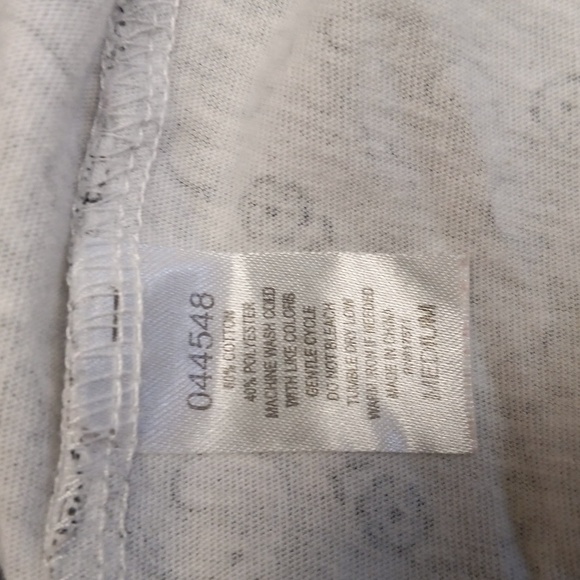 044548
60% COTTON
40% POLYESTER
MACHINE WASH COLD
WITH LIKE COLORS
GENTLE CYCLE
DO NOT BLEACH
TUMBLE DRY LOW
WARM IRON IF NEEDED
MADE IN CHINA
MEDIUM